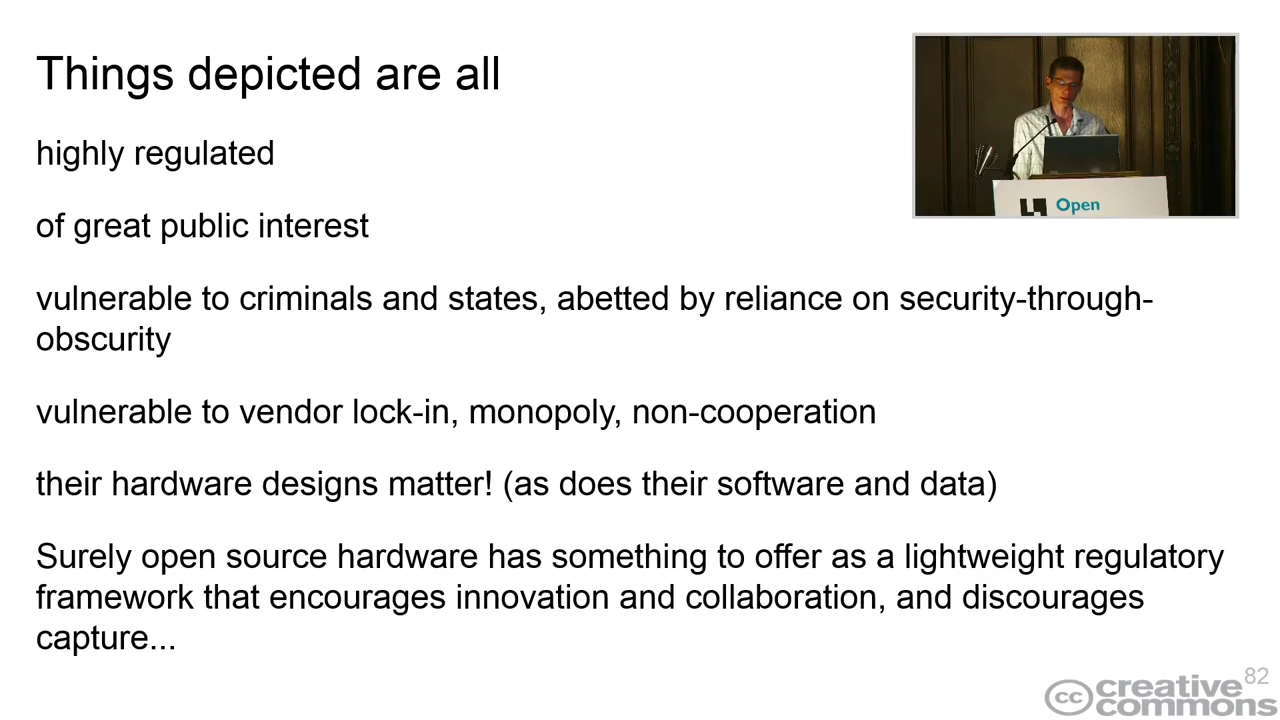 Things depicted are all
highly regulated
of great public interest
vulnerable to criminals and states, abetted by reliance on security-through-
obscurity
vulnerable to vendor lock-in, monopoly, non-cooperation
their hardware designs matter! (as does their software and data)
Surely open source hardware has something to offer as a lightweight regulatory
framework that encourages innovation and collaboration, and discourages
capture...
Open
82
cc creative
commons